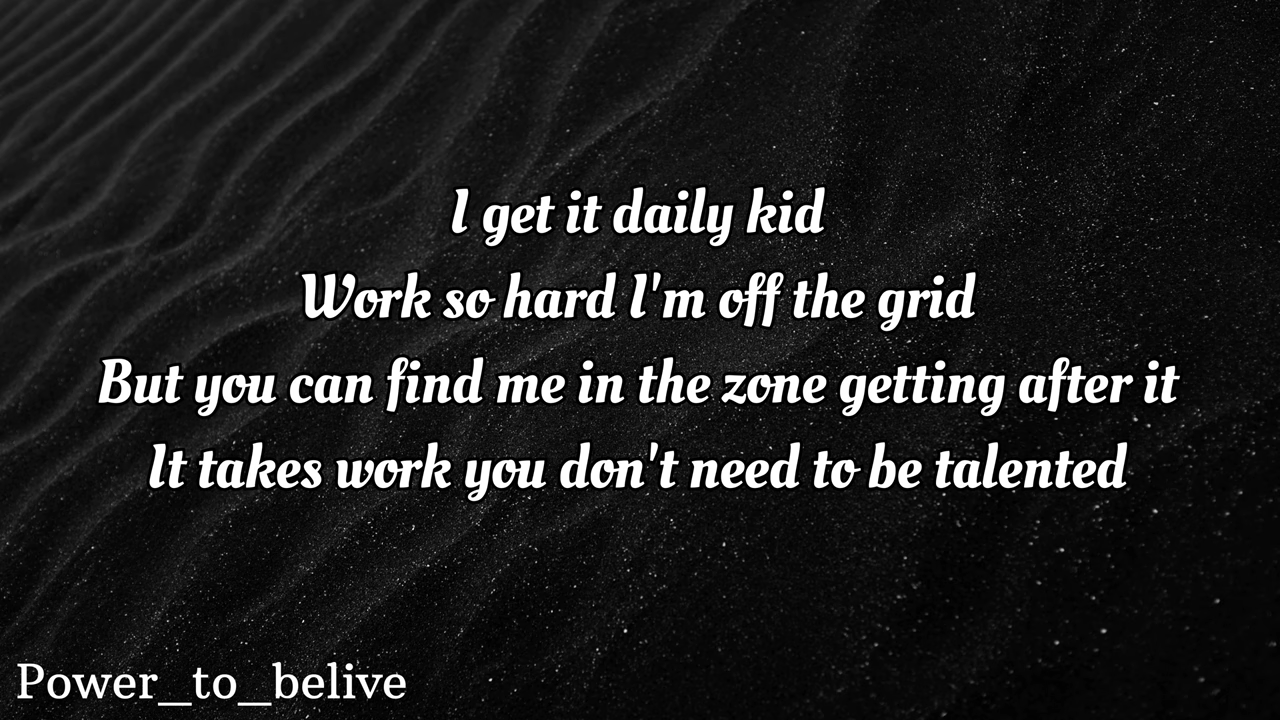 I get it daily kid
Work so hard I'm off the grid
But you can find me in the zone getting after it
It takes work you don't need to be talented
Power_to_belive